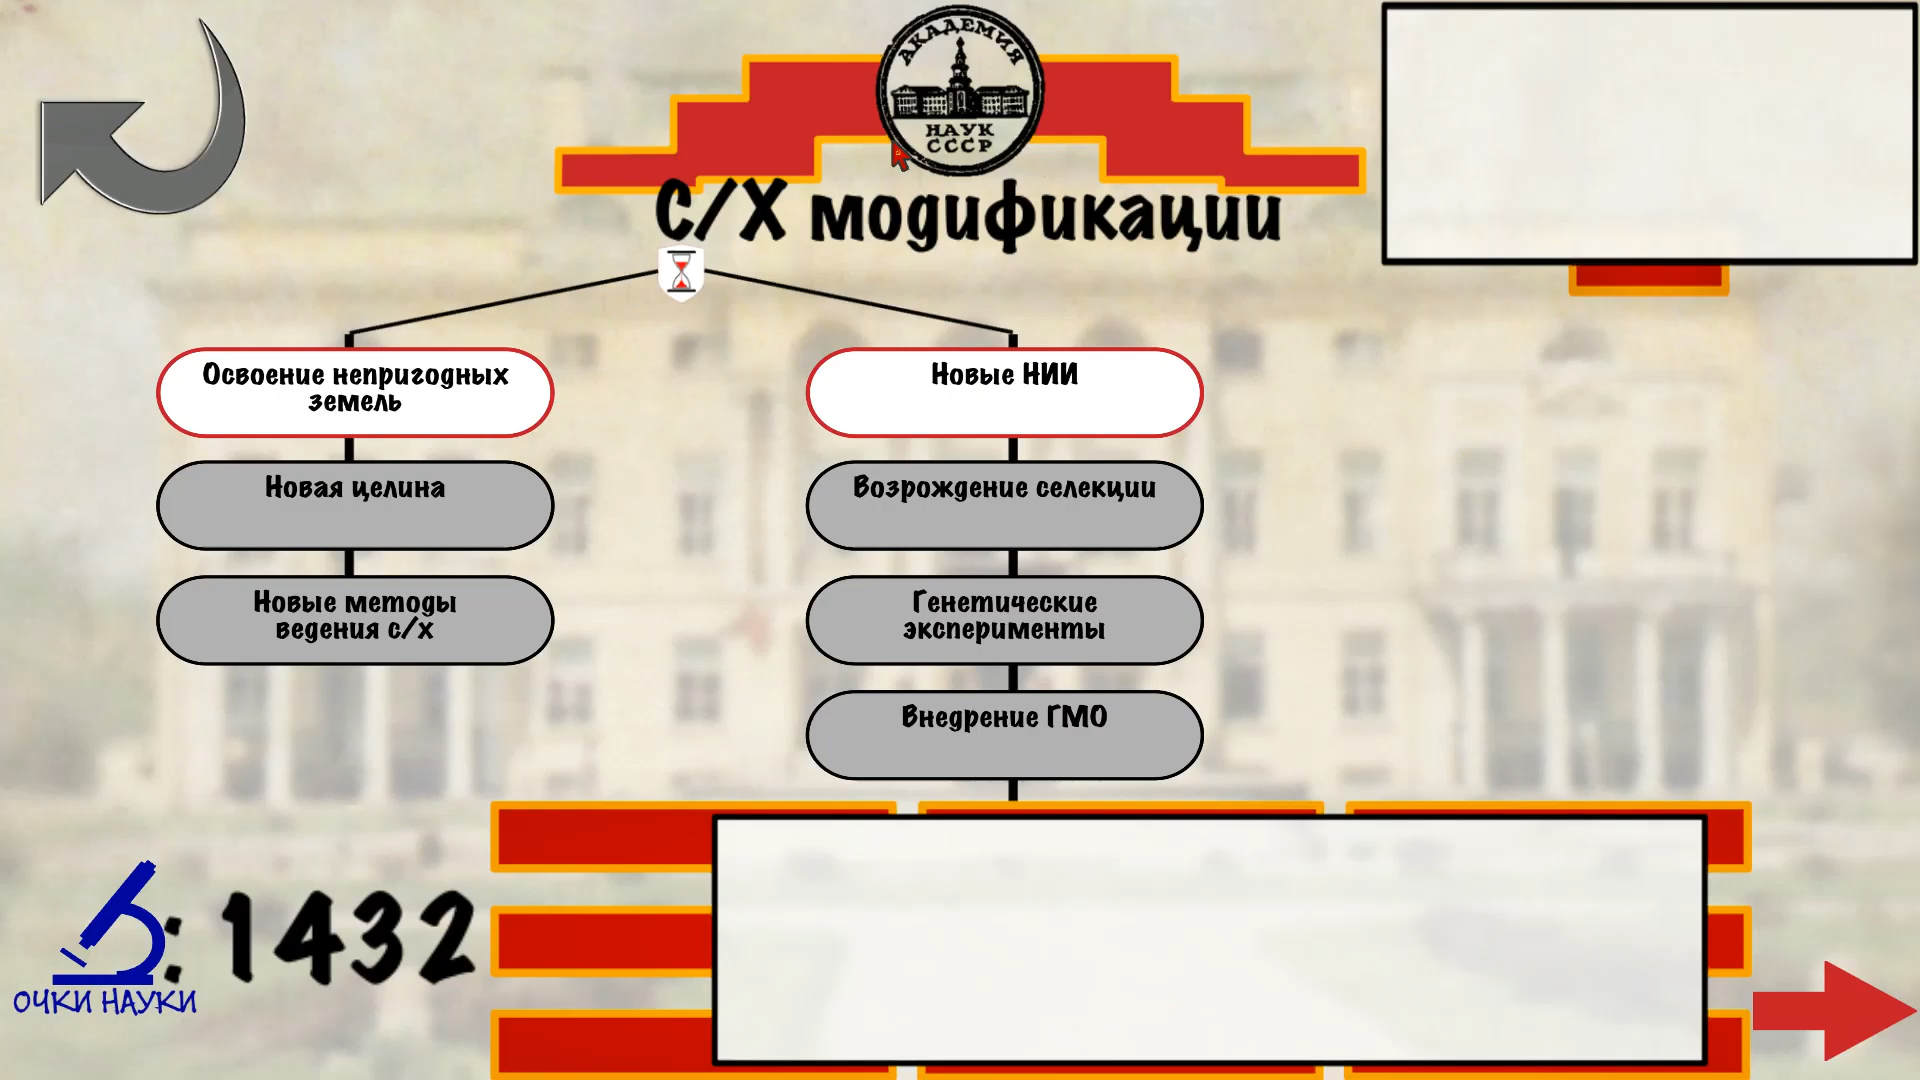 АКАДЕМИЯ
НАУК
СССР
С/Х модификации
Освоение непригодных
земель
Новые НИИ
Новая целина
Возрождение селекции
Новые методы
ведения с/х
Генетические
эксперименты
Внедрение ГМО
: 1432
ОЧКИ НАУКИ